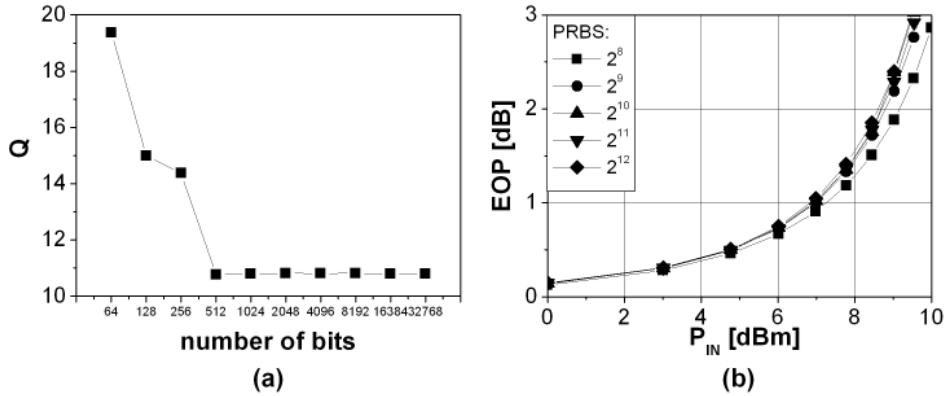 20
18
16
14
12
10
Q
64 128 256 512 1024 2048 4096 8192 1638432768
number of bits
(a)
3
2
1
0
EOP [dB]
PRBS:
2^8
2^9
2^10
2^11
2^12
0 2 4 6 8 10
P_IN [dBm]
(b)